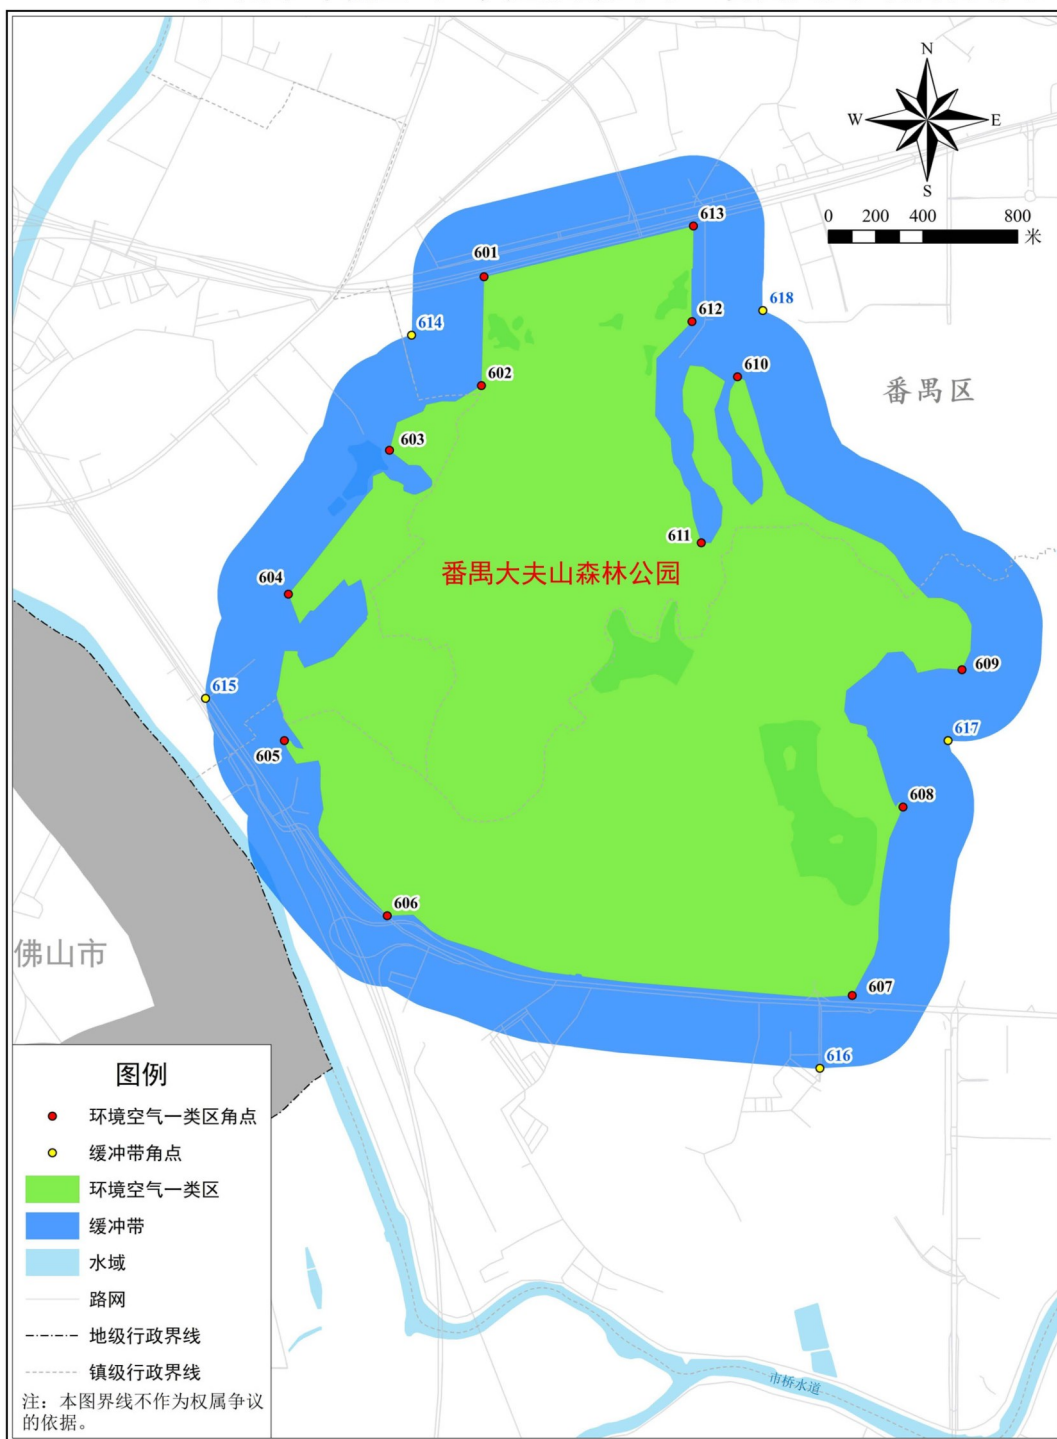 N
W
E
S
0 200 400 800
米
613
601
618
612
614
610
602
番禺区
603
611
番禺大夫山森林公园
604
609
615
617
605
608
606
佛山市
607
616
图例
环境空气一类区角点
缓冲带角点
环境空气一类区
缓冲带
水域
路网
地级行政界线
镇级行政界线
注：本图界线不作为权属争议
的依据。
市桥水道